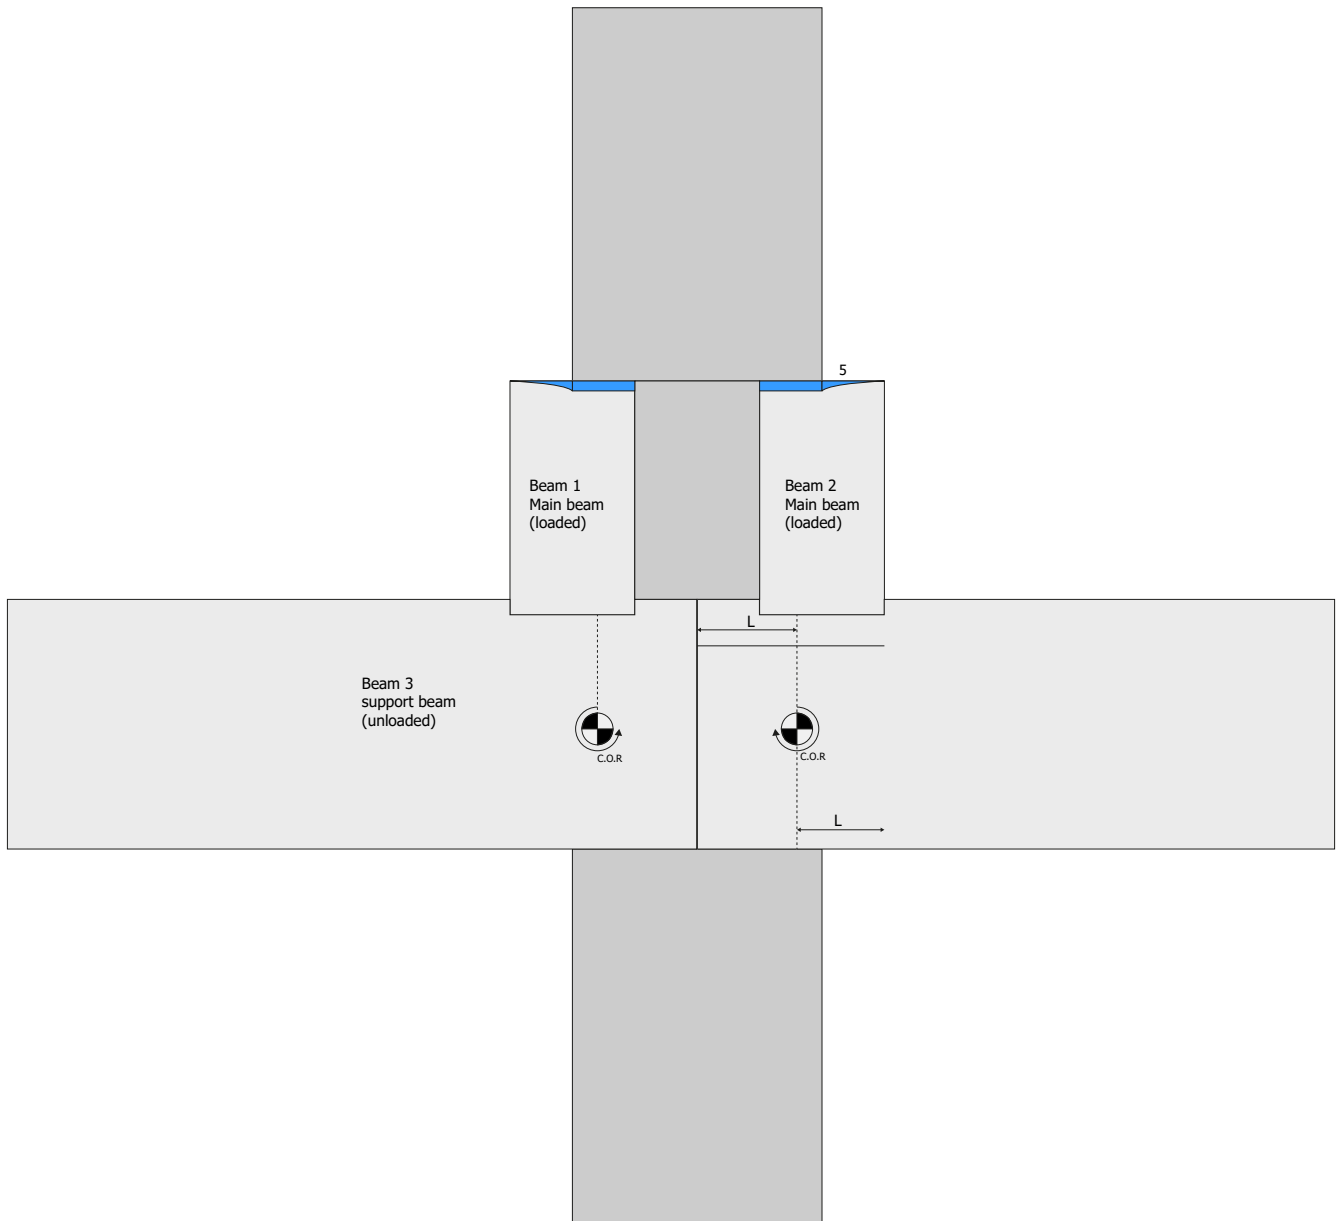 5
Beam 1
Main beam
(loaded)
Beam 2
Main beam
(loaded)
L
Beam 3
support beam
(unloaded)
C.O.R
C.O.R
L